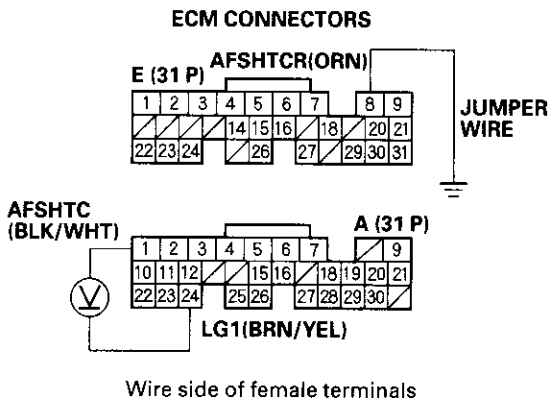 ECM CONNECTORS
AFSHTCR(ORN)
E (31 P)
1 2 3 4 5 6 7 8 9
14 15 16 18 20 21
22 23 24 26 27 29 30 31
JUMPER
WIRE
AFSHTC
(BLK/WHT)
A (31 P)
1 2 3 4 5 6 7 9
10 11 12 15 16 18 19 20 21
22 23 24 25 26 27 28 29 30
V
LG1(BRN/YEL)
Wire side of female terminals